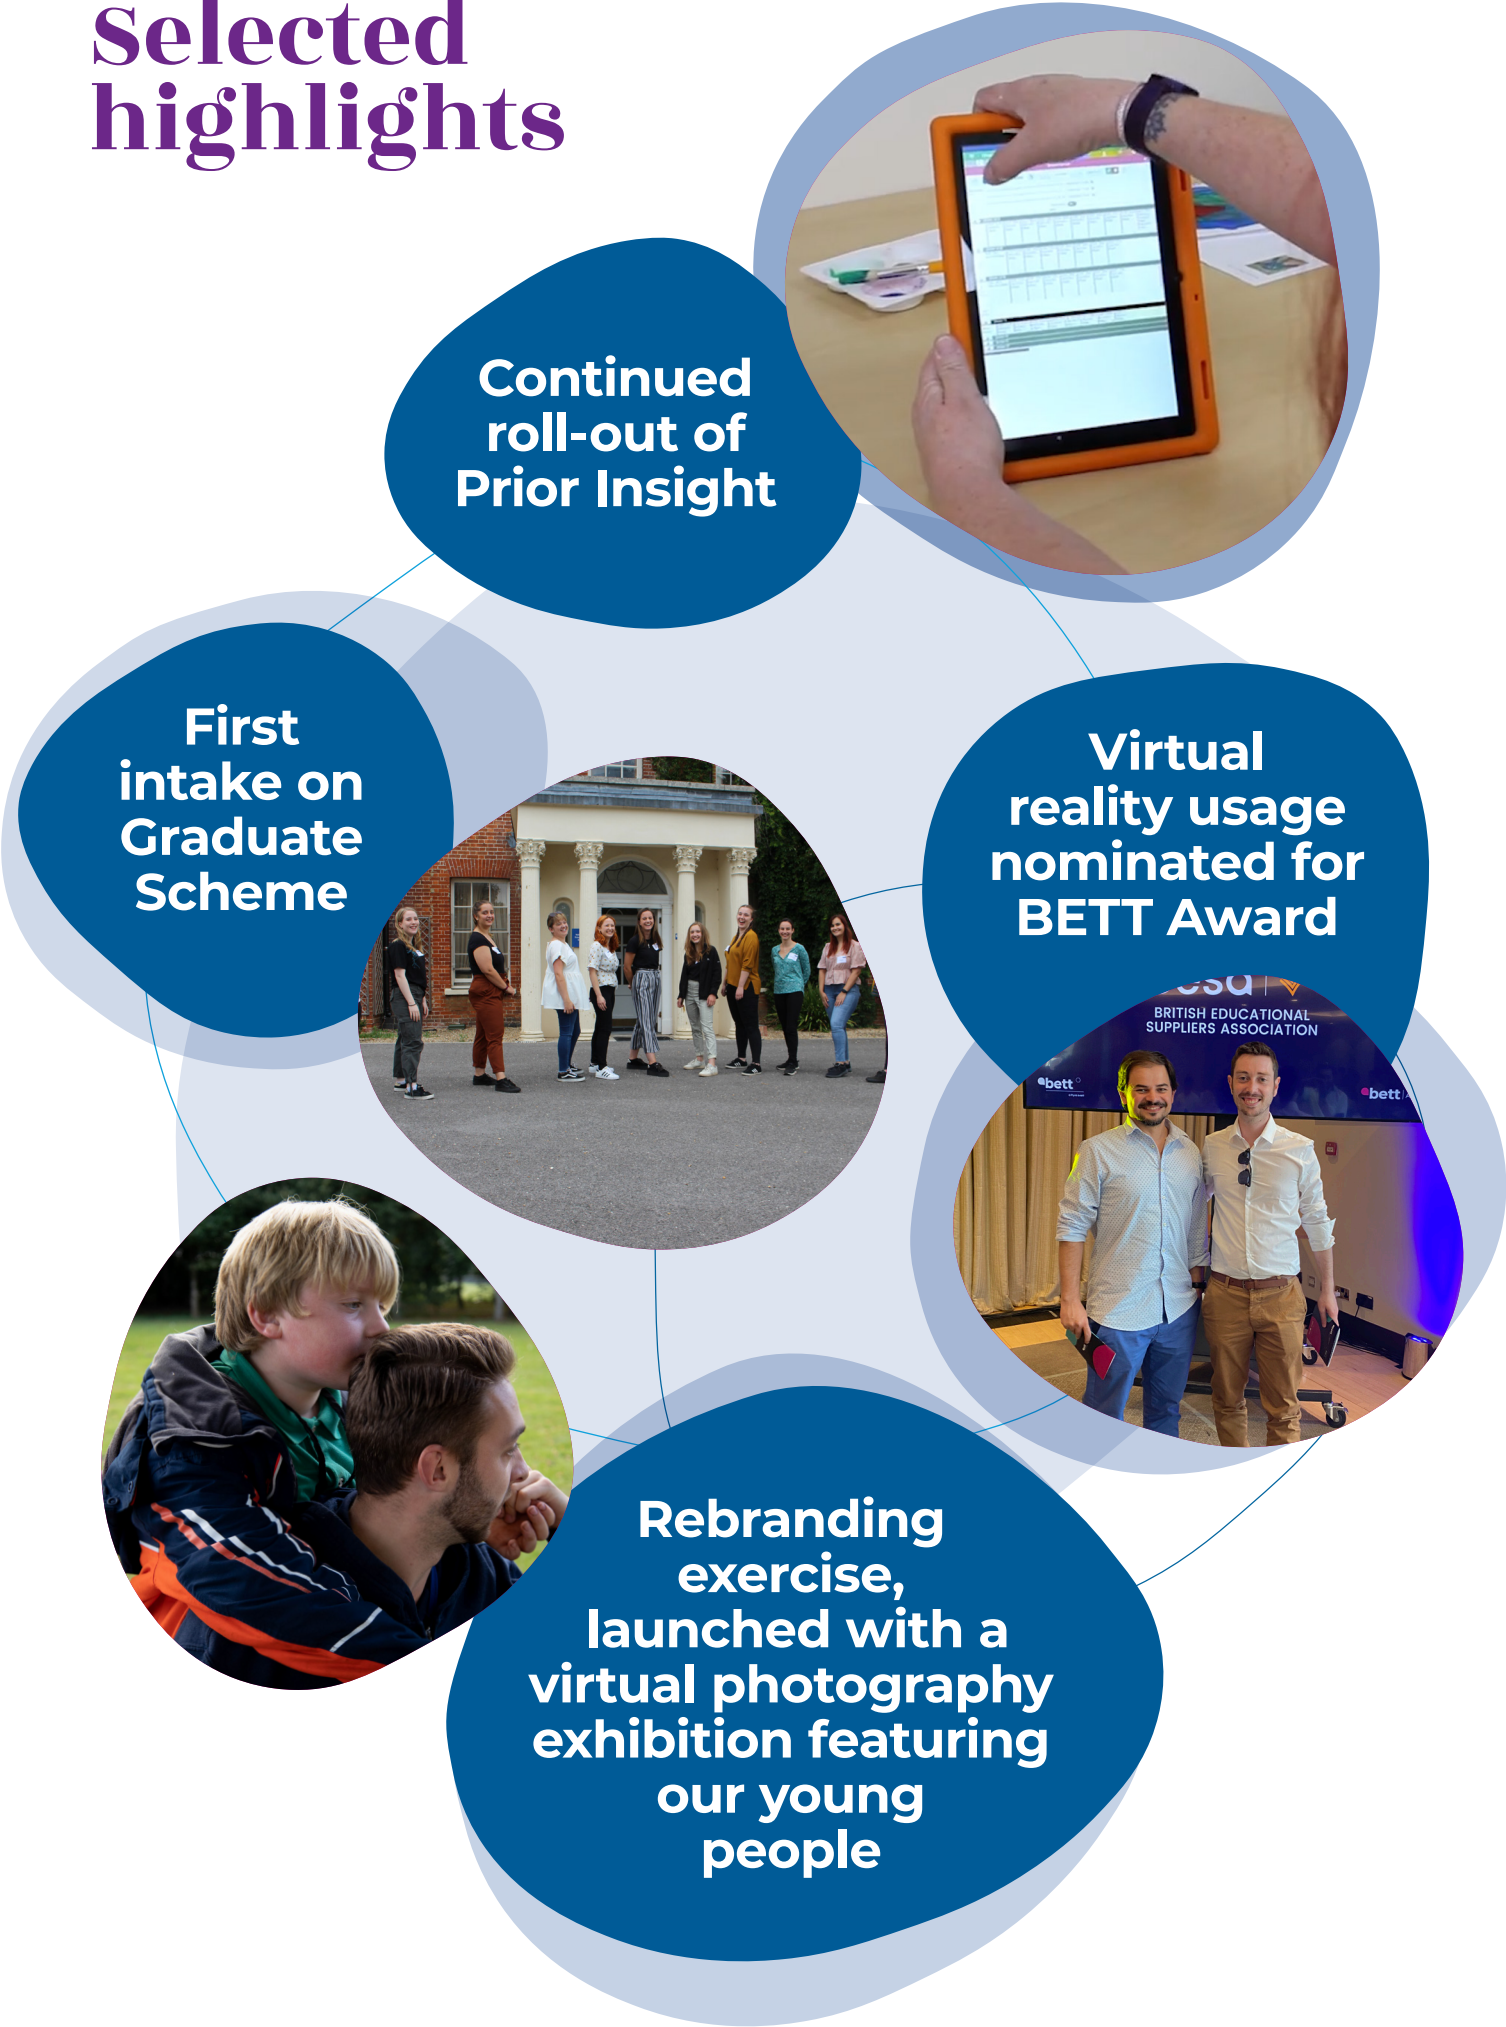 Selected
highlights
Continued
roll-out of
Prior Insight
First
intake on
Graduate
Scheme
Virtual
reality usage
nominated for
BETT Award
BRITISH EDUCATIONAL
SUPPLIERS ASSOCIATION
bett
bett
Rebranding
exercise,
launched with a
virtual photography
exhibition featuring
our young
people